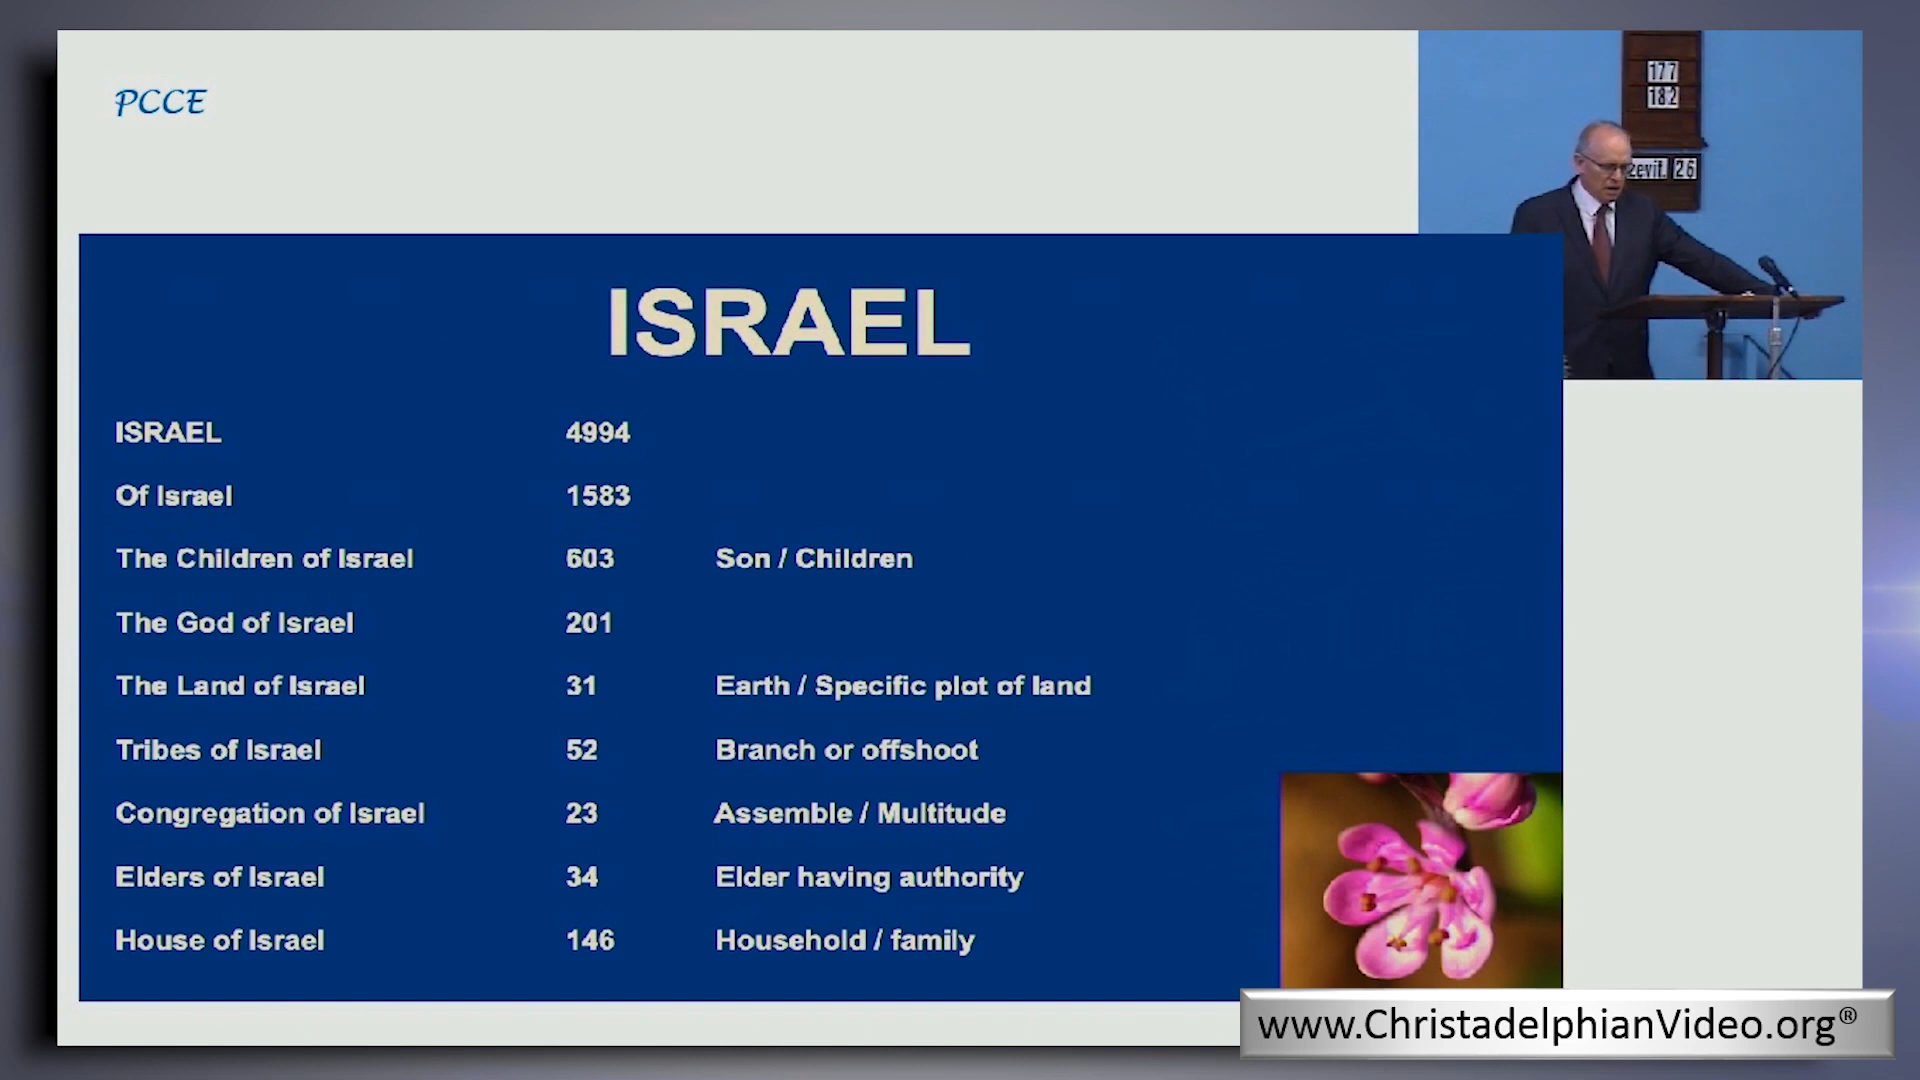 PCCE
177
182
zevit. 26
ISRAEL
ISRAEL 4994
Of Israel 1583
The Children of Israel 603 Son / Children
The God of Israel 201
The Land of Israel 31 Earth / Specific plot of land
Tribes of Israel 52 Branch or offshoot
Congregation of Israel 23 Assemble / Multitude
Elders of Israel 34 Elder having authority
House of Israel 146 Household / family
www.ChristadelphianVideo.org®